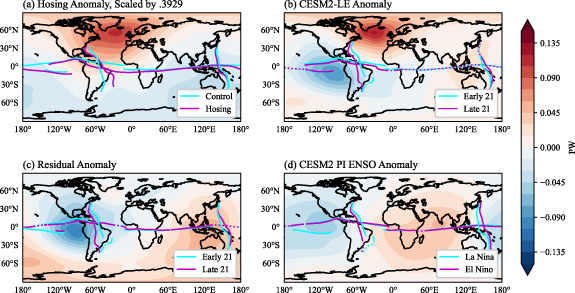 (a) Hosing Anomaly, Scaled by .3929
(b) CESM2-LE Anomaly
60°N
30°N
0°
30°S
60°S
Control
Hosing
60°N
30°N
0°
30°S
60°S
Early 21
Late 21
180° 120°W 60°W 0° 60°E 120°E 180°
180° 120°W 60°W 0° 60°E 120°E 180°
(c) Residual Anomaly
(d) CESM2 PI ENSO Anomaly
60°N
30°N
0°
30°S
60°S
Early 21
Late 21
60°N
30°N
0°
30°S
60°S
La Nina
El Nino
180° 120°W 60°W 0° 60°E 120°E 180°
180° 120°W 60°W 0° 60°E 120°E 180°
0.135
0.090
0.045
0.000
−0.045
−0.090
−0.135
PW